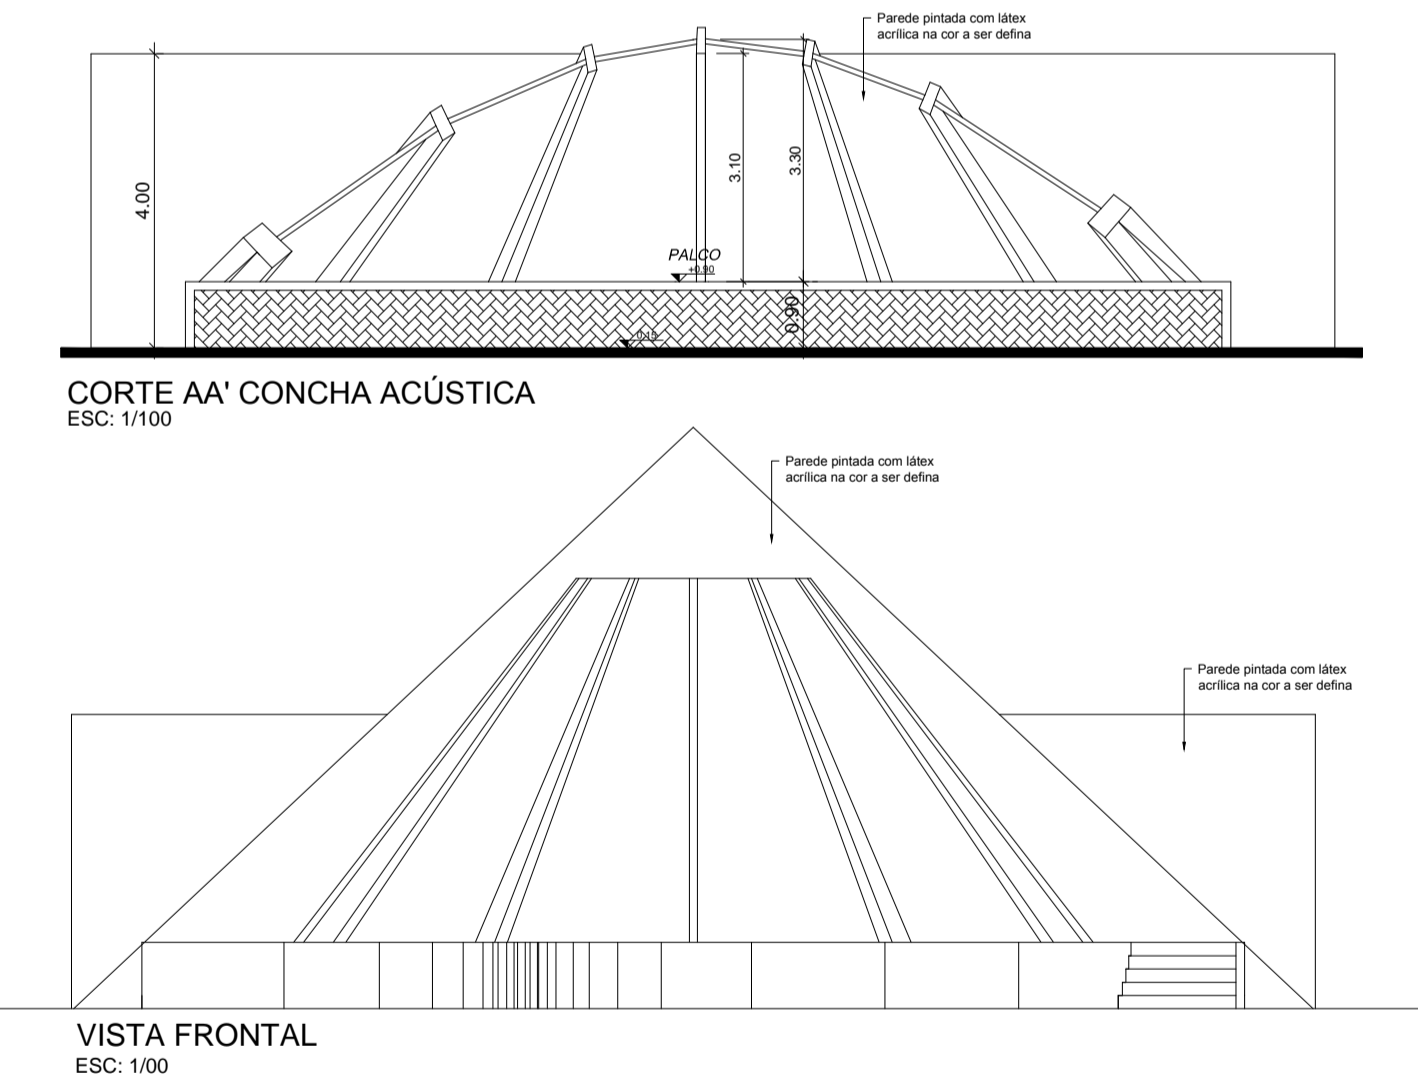 Parede pintada com látex
acrílica na cor a ser defina
4.00
3.10
3.30
PALCO
+0.90
0.90
0.15
CORTE AA' CONCHA ACÚSTICA
ESC: 1/100
Parede pintada com látex
acrílica na cor a ser defina
Parede pintada com látex
acrílica na cor a ser defina
VISTA FRONTAL
ESC: 1/00